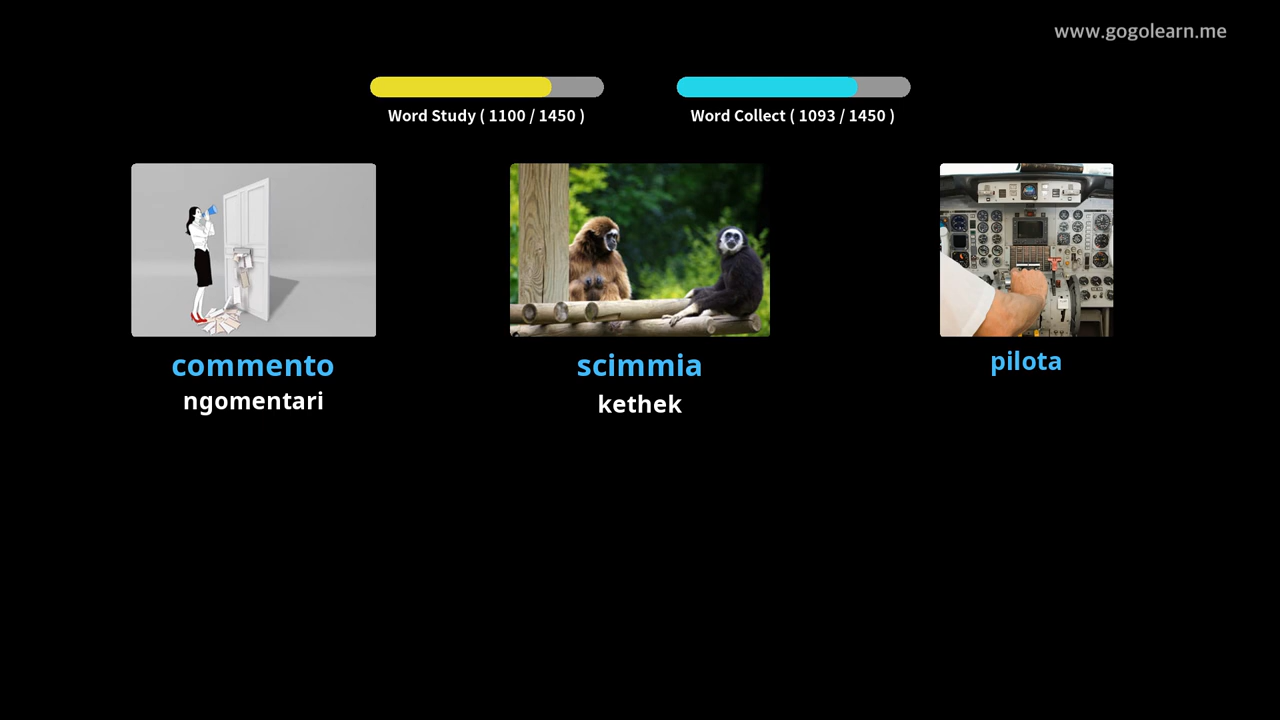 www.gogolearn.me
Word Study ( 1100 / 1450 )
Word Collect ( 1093 / 1450 )
commento
ngomentari
scimmia
kethek
pilota